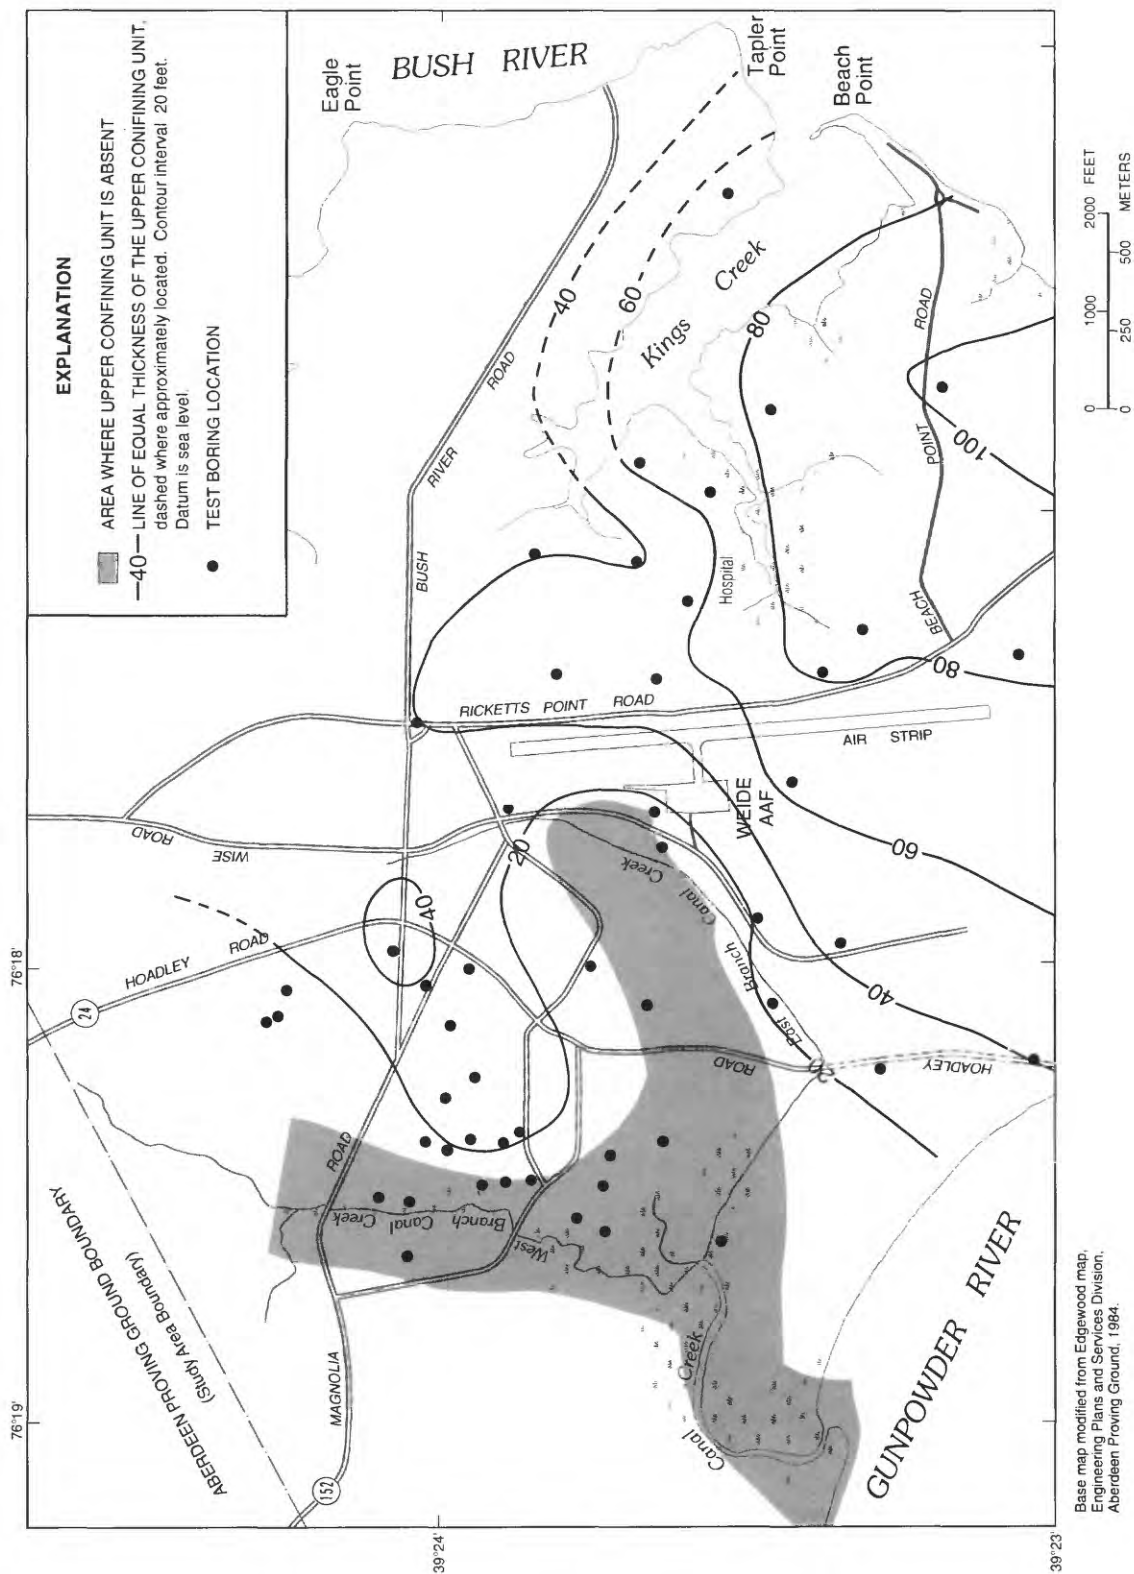 EXPLANATION
AREA WHERE UPPER CONFINING UNIT IS ABSENT
—40— LINE OF EQUAL THICKNESS OF THE UPPER CONIFINING UNIT,
dashed where approximately located. Contour interval 20 feet.
Datum is sea level.
TEST BORING LOCATION
76°19'
76°18'
39°24'
39°23'
ABERDEEN PROVING GROUND BOUNDARY
(Study Area Boundary)
152
24
MAGNOLIA
ROAD
HOADLEY
ROAD
WISE
ROAD
BUSH
RIVER
ROAD
Eagle
Point
BUSH RIVER
Tapler
Point
Beach
Point
Kings
Creek
RICKETTS POINT ROAD
AIR STRIP
WEIDE
AAF
Hospital
BEACH
POINT
ROAD
West
Branch
Canal
Creek
East
Branch
Canal
Creek
Canal
Creek
ROAD
HOADLEY
GUNPOWDER RIVER
40
20
20
40
40
60
60
80
80
100
0 1000 2000 FEET
0 250 500 METERS
Base map modified from Edgewood map,
Engineering Plans and Services Division,
Aberdeen Proving Ground, 1984.